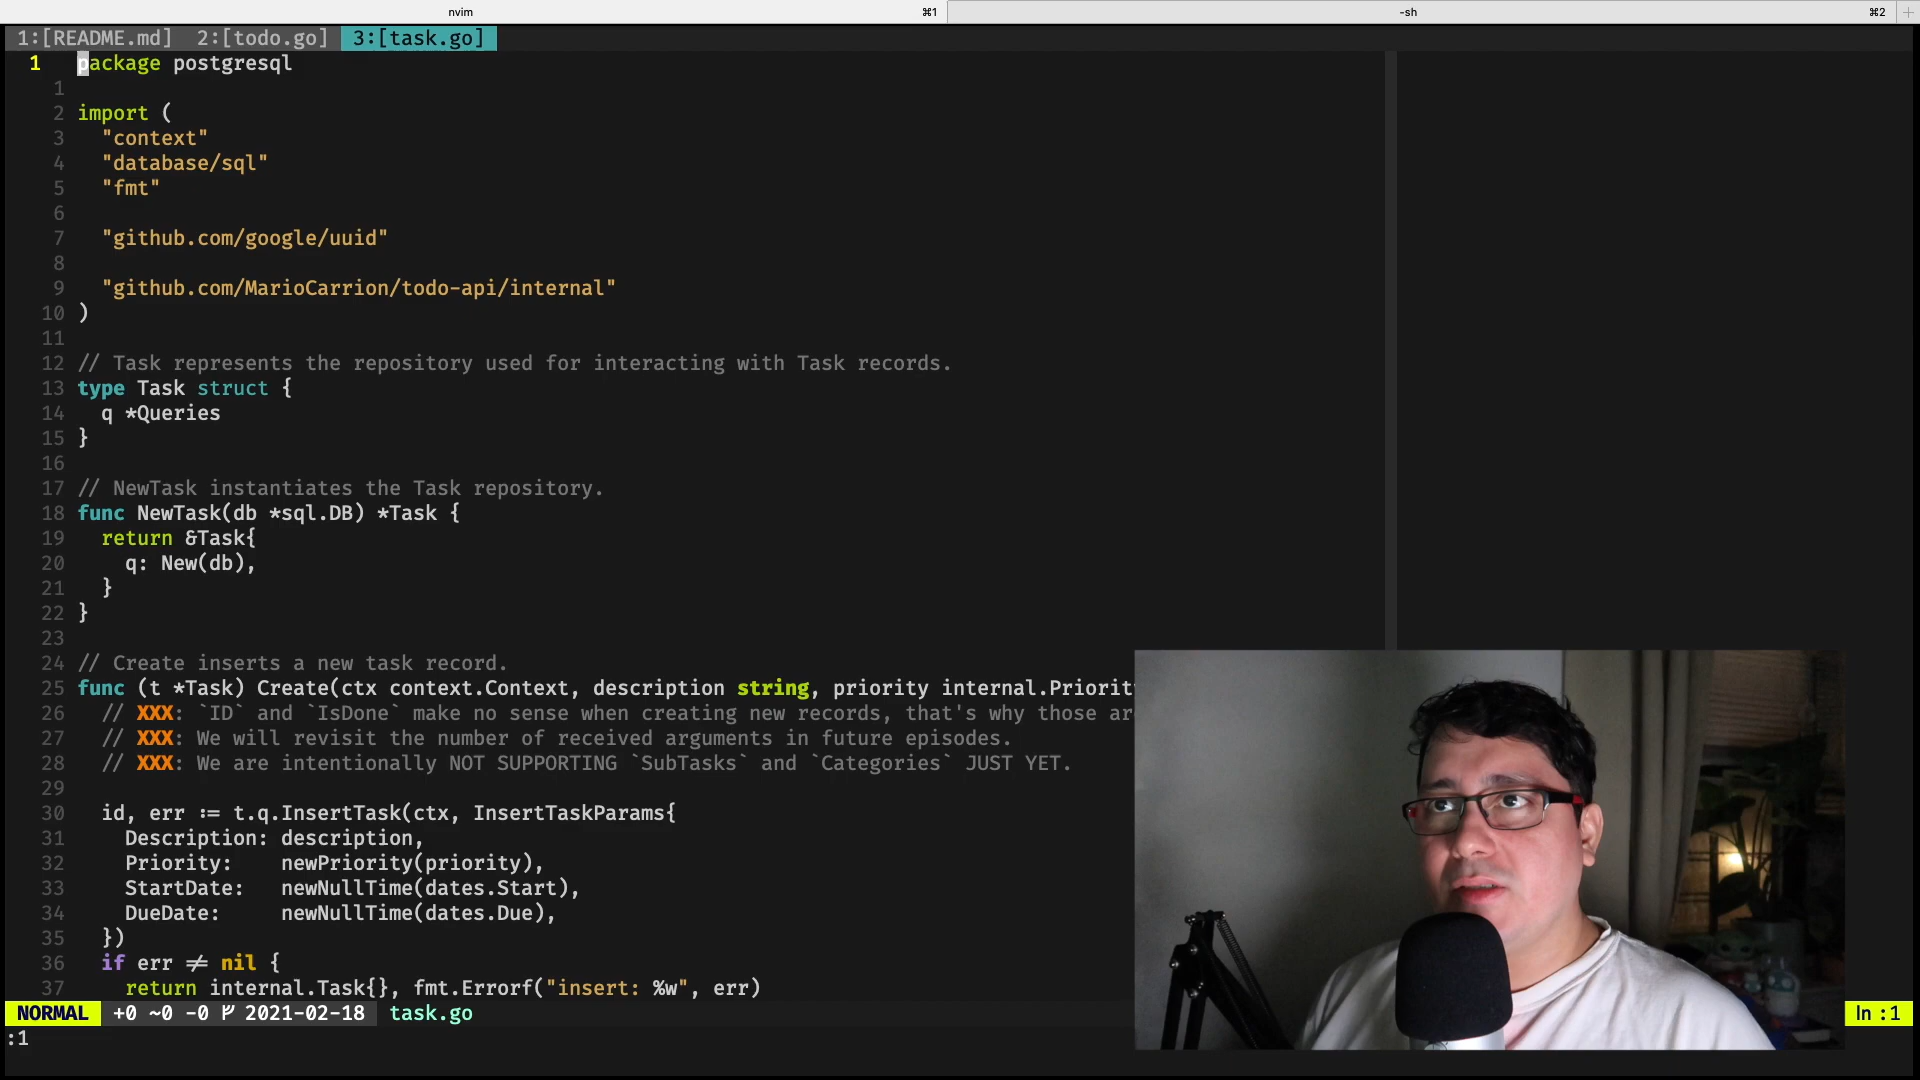 nvim ⌘1 -sh ⌘2 +
1:[README.md] 2:[todo.go] 3:[task.go]
1 package postgresql
1
2 import (
3 "context"
4 "database/sql"
5 "fmt"
6
7 "github.com/google/uuid"
8
9 "github.com/MarioCarrion/todo-api/internal"
10 )
11
12 // Task represents the repository used for interacting with Task records.
13 type Task struct {
14 q *Queries
15 }
16
17 // NewTask instantiates the Task repository.
18 func NewTask(db *sql.DB) *Task {
19 return &Task{
20 q: New(db),
21 }
22 }
23
24 // Create inserts a new task record.
25 func (t *Task) Create(ctx context.Context, description string, priority internal.Priorit
26 // XXX: `ID` and `IsDone` make no sense when creating new records, that's why those ar
27 // XXX: We will revisit the number of received arguments in future episodes.
28 // XXX: We are intentionally NOT SUPPORTING `SubTasks` and `Categories` JUST YET.
29
30 id, err := t.q.InsertTask(ctx, InsertTaskParams{
31 Description: description,
32 Priority: newPriority(priority),
33 StartDate: newNullTime(dates.Start),
34 DueDate: newNullTime(dates.Due),
35 })
36 if err ≠ nil {
37 return internal.Task{}, fmt.Errorf("insert: %w", err)
NORMAL +0 ~0 -0 ᚠ 2021-02-18 task.go ln :1
:1